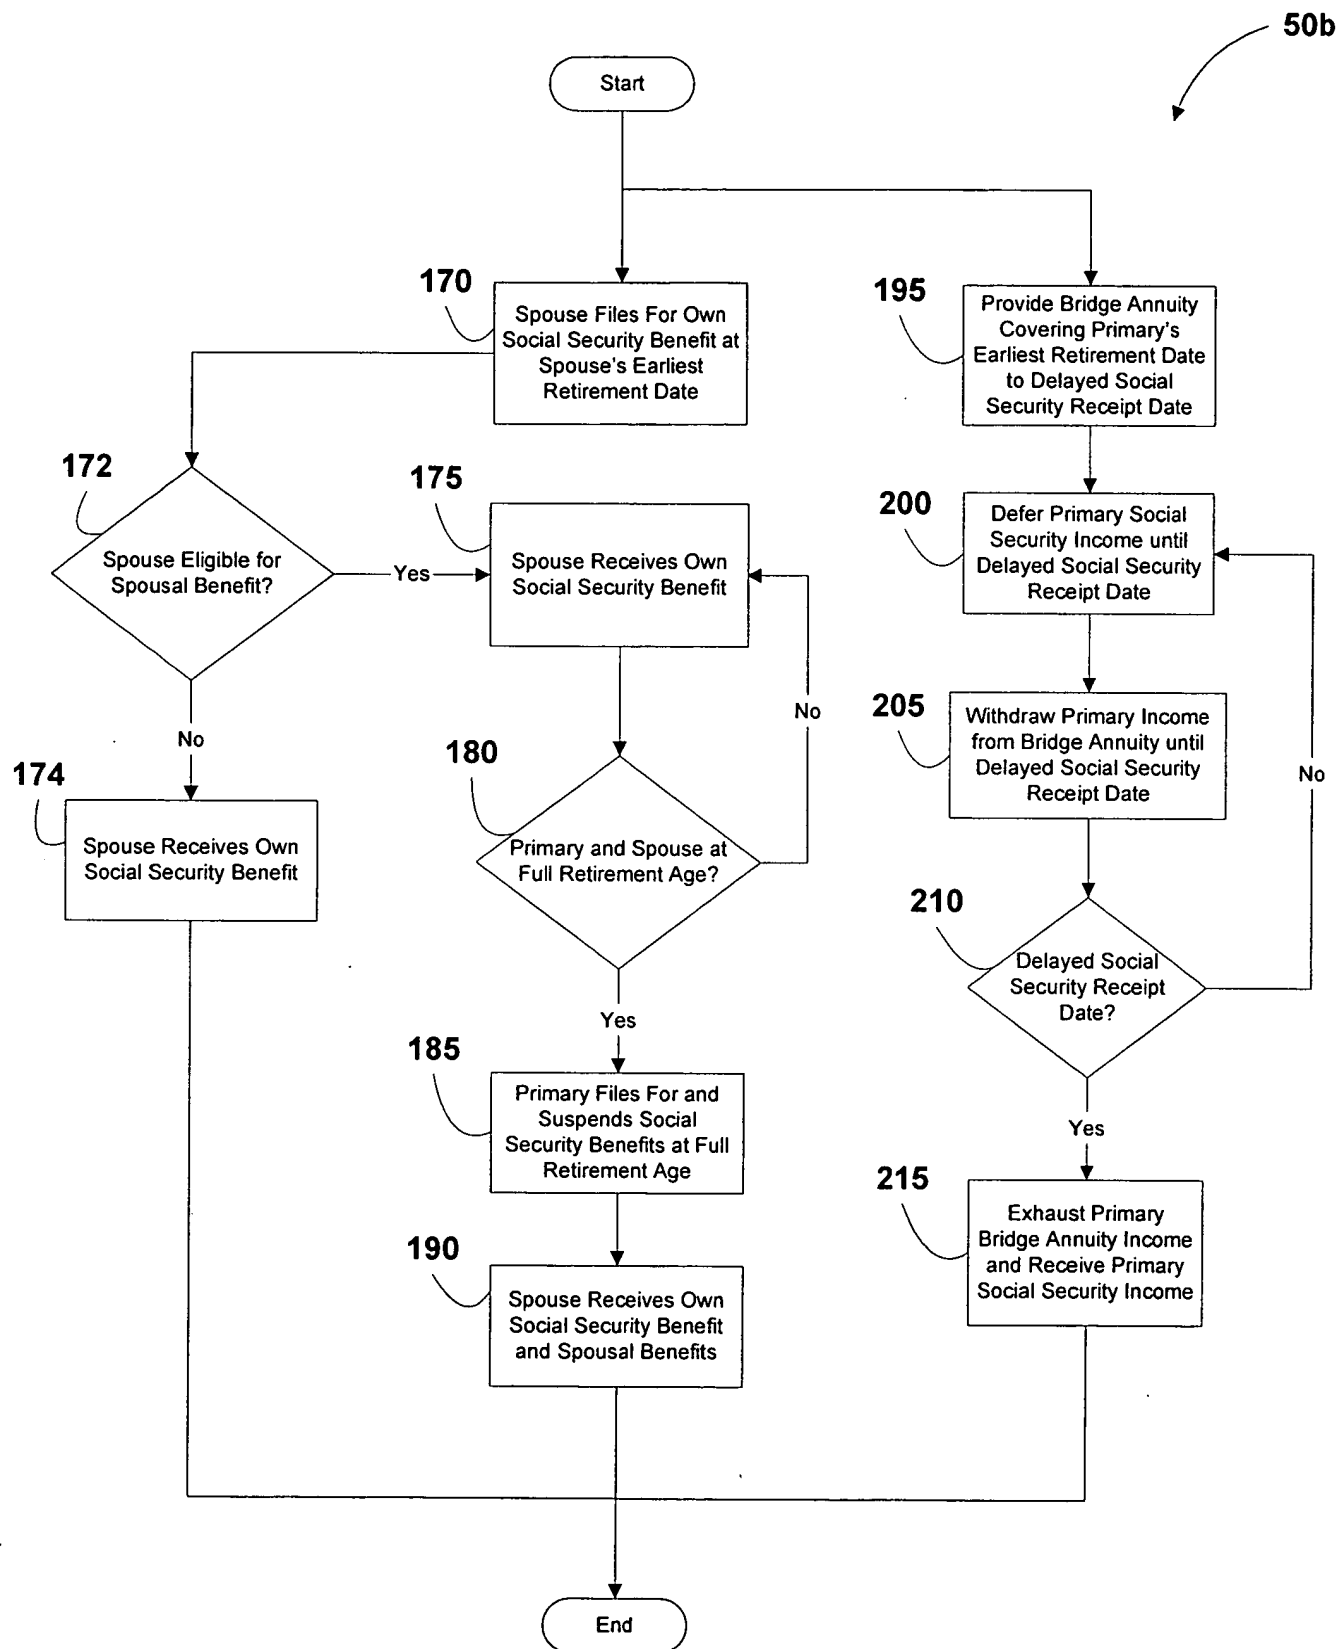 50b
Start
170
Spouse Files For Own
Social Security Benefit at
Spouse's Earliest
Retirement Date
195
Provide Bridge Annuity
Covering Primary's
Earliest Retirement Date
to Delayed Social
Security Receipt Date
172
Spouse Eligible for
Spousal Benefit?
Yes
175
Spouse Receives Own
Social Security Benefit
200
Defer Primary Social
Security Income until
Delayed Social Security
Receipt Date
No
No
No
174
Spouse Receives Own
Social Security Benefit
180
Primary and Spouse at
Full Retirement Age?
205
Withdraw Primary Income
from Bridge Annuity until
Delayed Social Security
Receipt Date
210
Delayed Social
Security Receipt
Date?
Yes
185
Primary Files For and
Suspends Social
Security Benefits at Full
Retirement Age
Yes
190
Spouse Receives Own
Social Security Benefit
and Spousal Benefits
215
Exhaust Primary
Bridge Annuity Income
and Receive Primary
Social Security Income
End